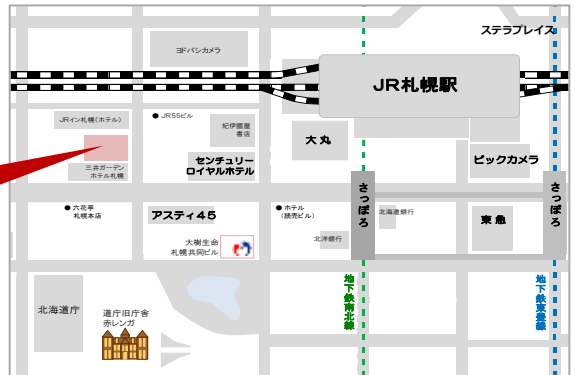 ステラプレイス
ヨドバシカメラ
JR札幌駅
JRイン札幌(ホテル)
● JR55ビル
紀伊國屋
書店
大丸
センチュリー
ロイヤルホテル
ビックカメラ
三井ガーデン
ホテル札幌
さっぽろ
さっぽろ
● 六花亭
札幌本店
アスティ45
● ホテル
(読売ビル)
北海道銀行
東急
大樹生命
札幌共同ビル
北洋銀行
地下鉄南北線
地下鉄東豊線
北海道庁
道庁旧庁舎
赤レンガ